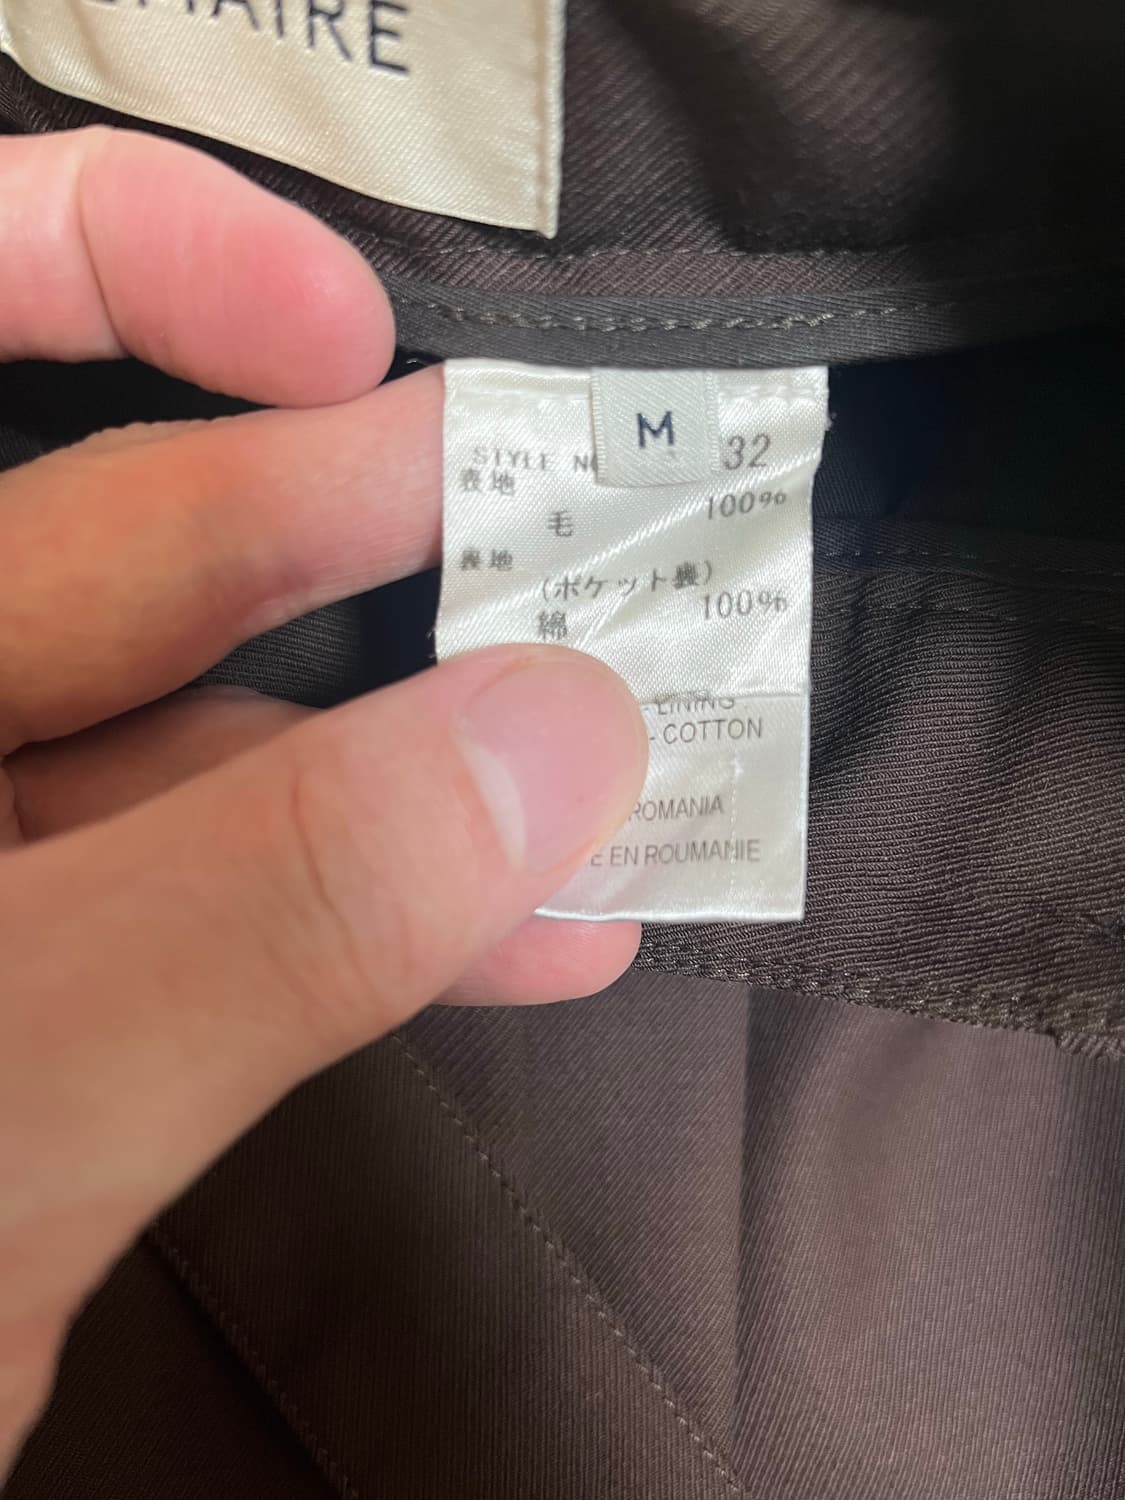 EMAIRE
M
STYLE N 32
表地
毛 100%
裏地
(ポケット裏)
綿 100%
LINING :
COTTON
ROMANIA
E EN ROUMANIE